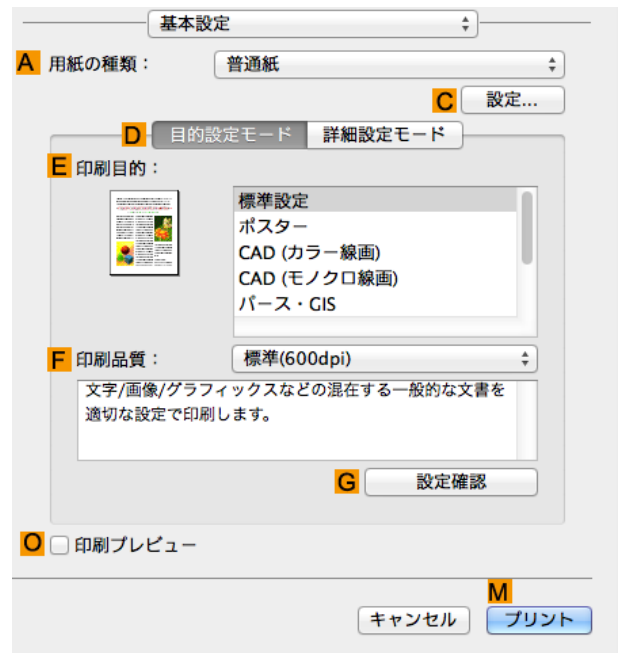 基本設定
A 用紙の種類： 普通紙
C 設定...
D 目的設定モード 詳細設定モード
E 印刷目的：
標準設定
ポスター
CAD (カラー線画)
CAD (モノクロ線画)
パース・GIS
F 印刷品質： 標準(600dpi)
文字/画像/グラフィックスなどの混在する一般的な文書を
適切な設定で印刷します。
G 設定確認
O 印刷プレビュー
M
キャンセル プリント